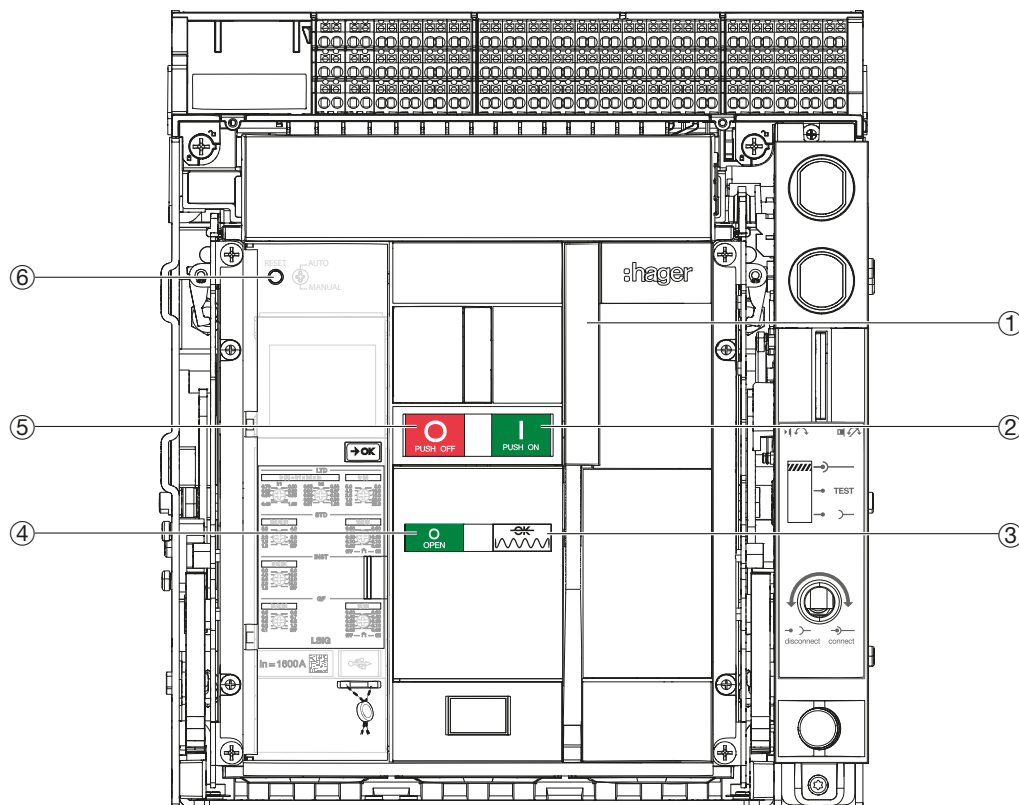 RESET
AUTO
MANUAL
:hager
⑥
①
⑤
O
PUSH OFF
I
PUSH ON
②
→OK
LTD
TEST
STD
④
O
OPEN
OK
③
INST
GF
LSIG
disconnect
connect
In = 1600A